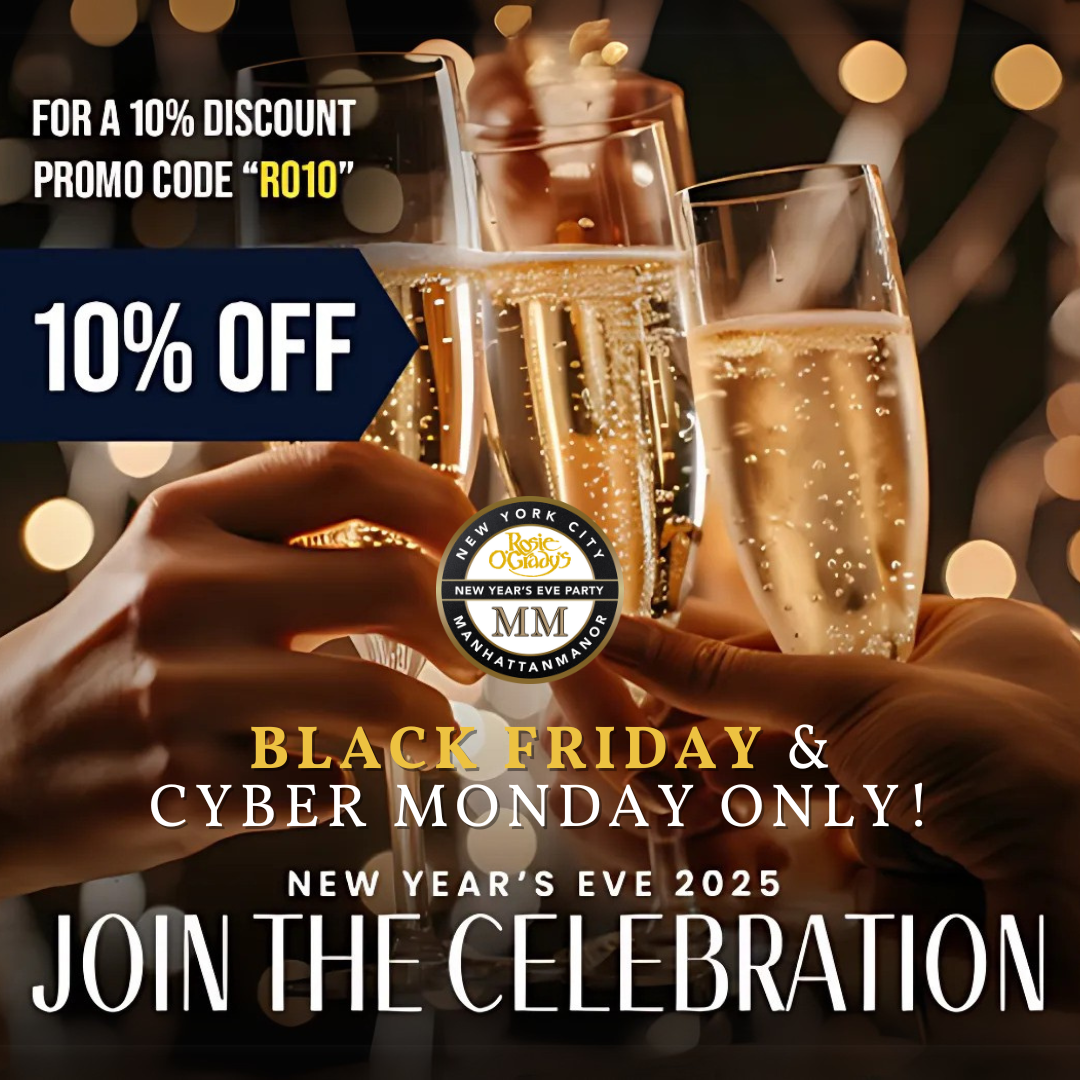 FOR A 10% DISCOUNT
PROMO CODE “RO10”
10% OFF
NEW YORK CITY
Rosie
O'Grady's
NEW YEAR'S EVE PARTY
MM
MANHATTANMANOR
BLACK FRIDAY &
CYBER MONDAY ONLY!
NEW YEAR'S EVE 2025
JOIN THE CELEBRATION